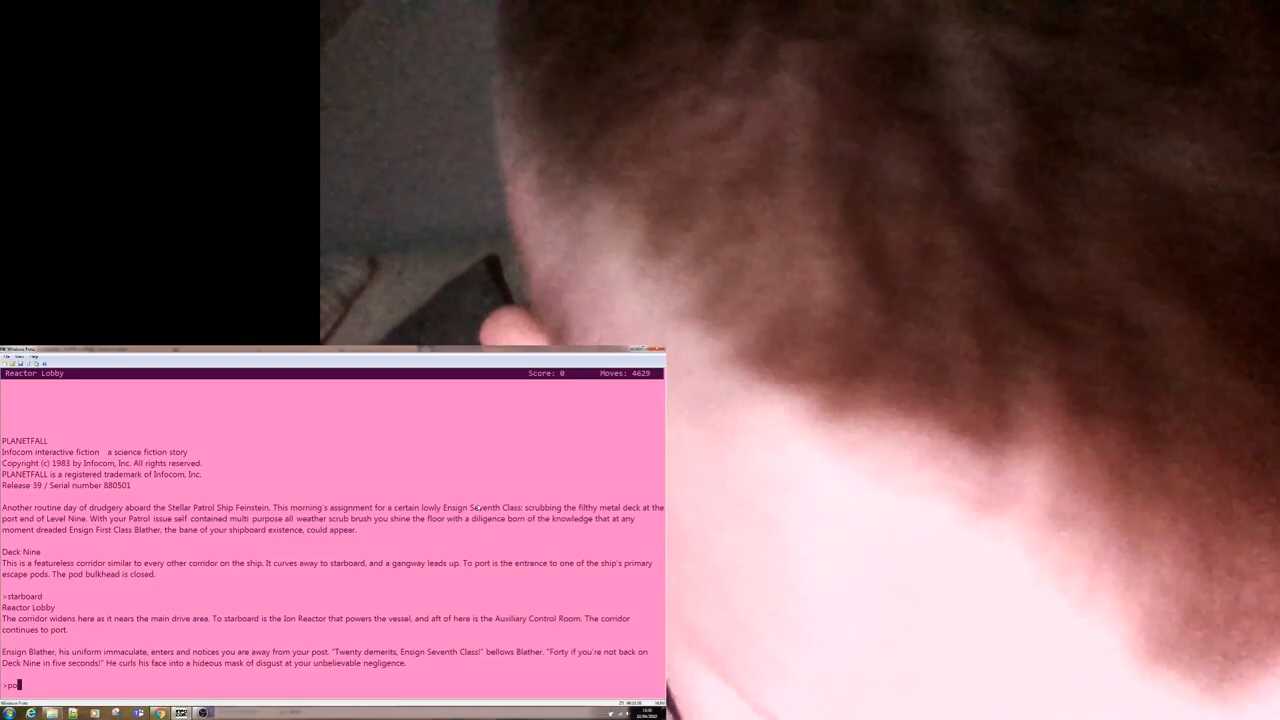 Windows Frotz
File View Help
Reactor Lobby Score: 0 Moves: 4629
PLANETFALL
Infocom interactive fiction a science fiction story
Copyright (c) 1983 by Infocom, Inc. All rights reserved.
PLANETFALL is a registered trademark of Infocom, Inc.
Release 39 / Serial number 880501
Another routine day of drudgery aboard the Stellar Patrol Ship Feinstein. This morning's assignment for a certain lowly Ensign Seventh Class: scrubbing the filthy metal deck at the
port end of Level Nine. With your Patrol issue self contained multi purpose all weather scrub brush you shine the floor with a diligence born of the knowledge that at any
moment dreaded Ensign First Class Blather, the bane of your shipboard existence, could appear.
Deck Nine
This is a featureless corridor similar to every other corridor on the ship. It curves away to starboard, and a gangway leads up. To port is the entrance to one of the ship's primary
escape pods. The pod bulkhead is closed.
>starboard
Reactor Lobby
The corridor widens here as it nears the main drive area. To starboard is the Ion Reactor that powers the vessel, and aft of here is the Auxiliary Control Room. The corridor
continues to port.
Ensign Blather, his uniform immaculate, enters and notices you are away from your post. "Twenty demerits, Ensign Seventh Class!" bellows Blather. "Forty if you're not back on
Deck Nine in five seconds!" He curls his face into a hideous mask of disgust at your unbelievable negligence.
>po
Windows Frotz